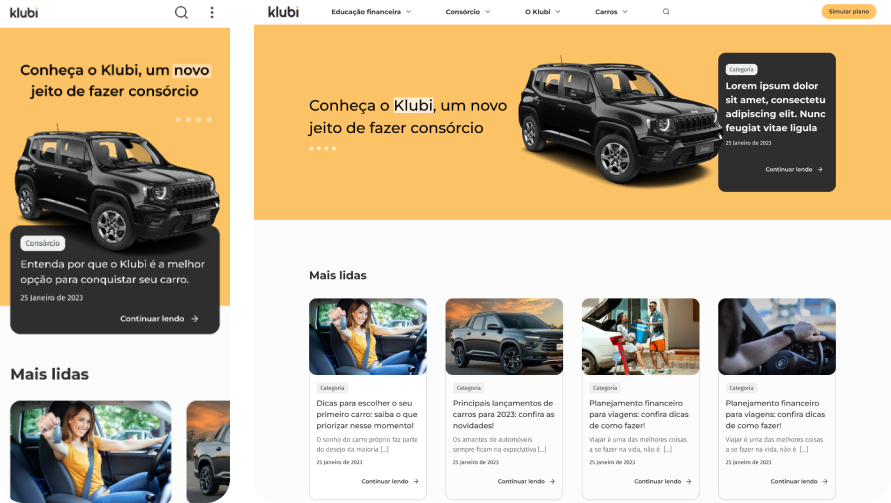 klubi
Conheça o Klubi, um novo
jeito de fazer consórcio
Consórcio
Entenda por que o Klubi é a melhor
opção para conquistar seu carro.
25 Janeiro de 2023
Continuar lendo
Mais lidas
klubi
Educação financeira
Consórcio
O Klubi
Carros
Simular plano
Conheça o Klubi, um novo
jeito de fazer consórcio
Categoria
Lorem ipsum dolor
sit amet, consectetu
adipiscing elit. Nunc
feugiat vitae ligula
25 Janeiro de 2023
Continuar lendo
Mais lidas
Categoria
Dicas para escolher o seu
primeiro carro: saiba o que
priorizar nesse momento!
O sonho do carro próprio faz parte
do desejo da maioria [...]
25 Janeiro de 2023
Continuar lendo
Categoria
Principais lançamentos de
carros para 2023: confira as
novidades!
Os amantes de automóveis
sempre ficam na expectativa [...]
25 Janeiro de 2023
Continuar lendo
Categoria
Planejamento financeiro
para viagens: confira dicas
de como fazer!
Viajar é uma das melhores coisas
a se fazer na vida, não é [...]
25 Janeiro de 2023
Continuar lendo
Categoria
Planejamento financeiro
para viagens: confira dicas
de como fazer!
Viajar é uma das melhores coisas
a se fazer na vida, não é [...]
25 Janeiro de 2023
Continuar lendo